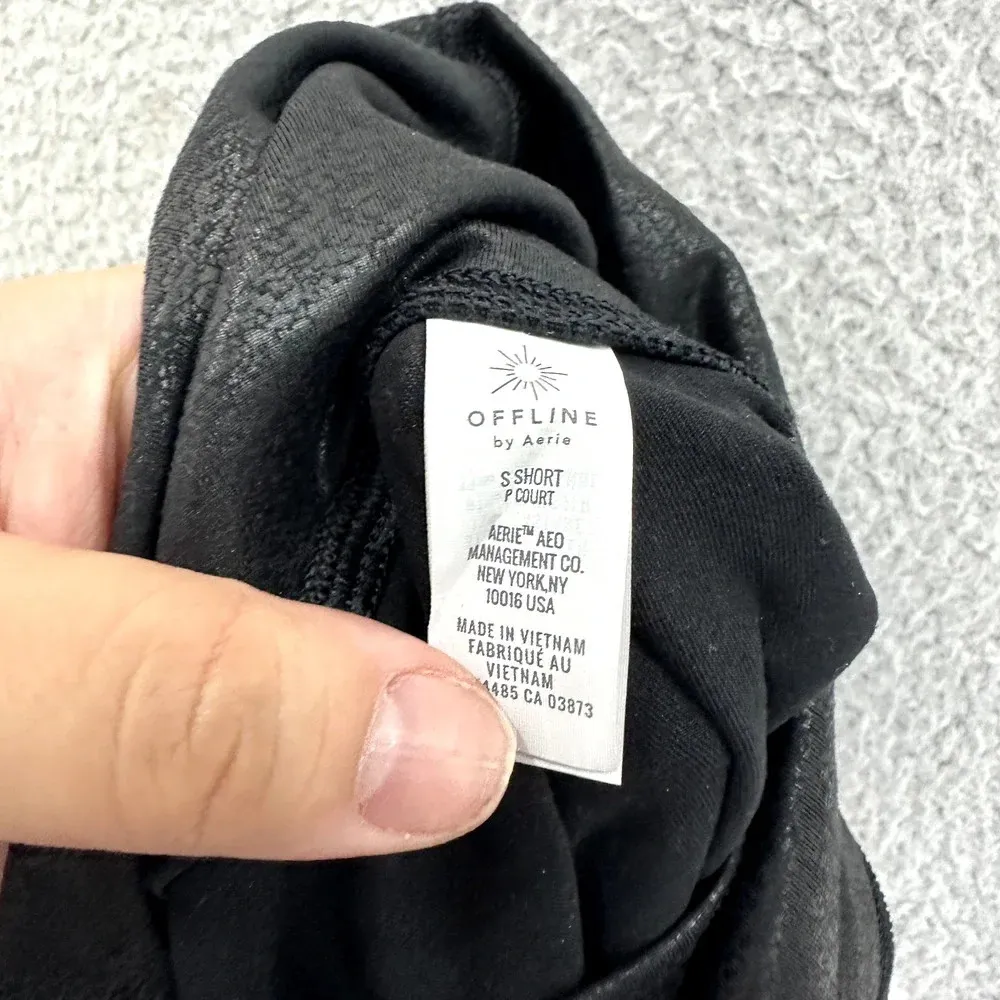 OFFLINE
by Aerie
S SHORT
P COURT
AERIE™ AEO
MANAGEMENT CO.
NEW YORK,NY
10016 USA
MADE IN VIETNAM
FABRIQUÉ AU
VIETNAM
CA 03873